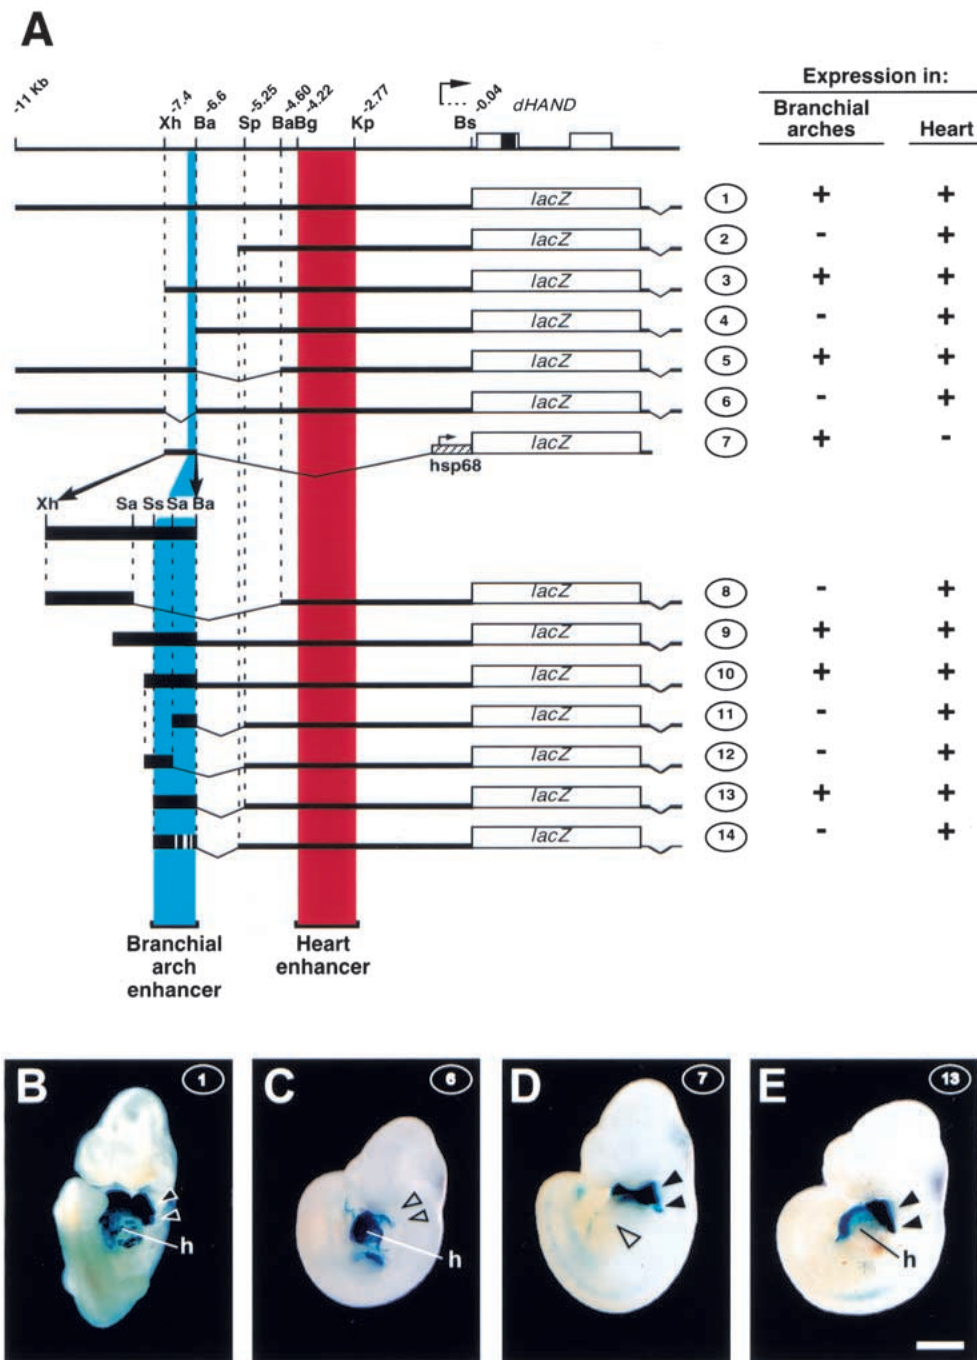 A
Expression in:
Branchial arches
Heart
-11 Kb
-7.4
-6.6
-5.25
-4.60
-4.22
-2.77
-0.04
dHAND
Xh
Ba
Sp
BaBg
Kp
Bs
lacZ
1
+
+
lacZ
2
-
+
lacZ
3
+
+
lacZ
4
-
+
lacZ
5
+
+
lacZ
6
-
+
lacZ
7
+
-
hsp68
Xh
Sa
Ss
Sa
Ba
lacZ
8
-
+
lacZ
9
+
+
lacZ
10
+
+
lacZ
11
-
+
lacZ
12
-
+
lacZ
13
+
+
lacZ
14
-
+
Branchial
arch
enhancer
Heart
enhancer
B
1
h
C
6
h
D
7
E
13
h